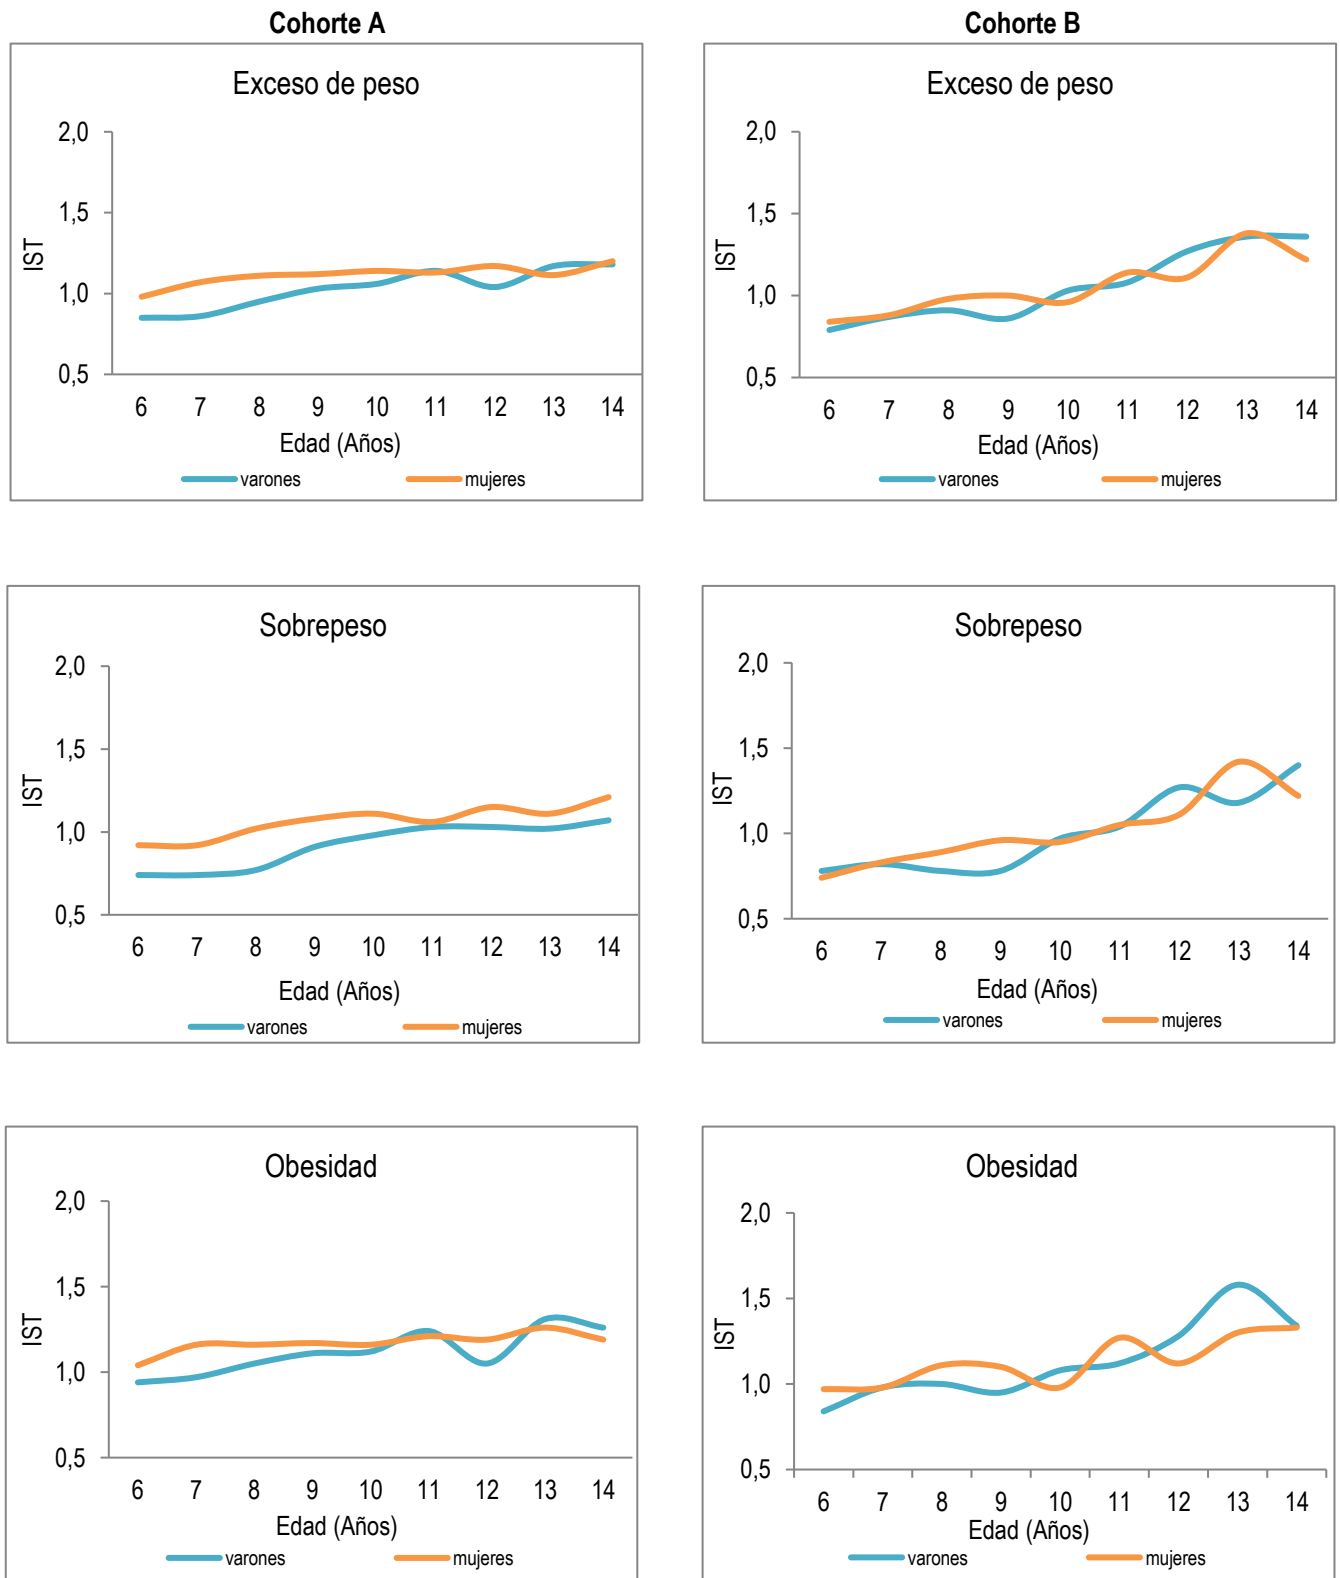 Cohorte A
Exceso de peso
2,0
1,5
1,0
0,5
IST
6 7 8 9 10 11 12 13 14
Edad (Años)
varones mujeres
Cohorte B
Exceso de peso
2,0
1,5
1,0
0,5
IST
6 7 8 9 10 11 12 13 14
Edad (Años)
varones mujeres
Sobrepeso
2,0
1,5
1,0
0,5
IST
6 7 8 9 10 11 12 13 14
Edad (Años)
varones mujeres
Sobrepeso
2,0
1,5
1,0
0,5
IST
6 7 8 9 10 11 12 13 14
Edad (Años)
varones mujeres
Obesidad
2,0
1,5
1,0
0,5
IST
6 7 8 9 10 11 12 13 14
Edad (Años)
varones mujeres
Obesidad
2,0
1,5
1,0
0,5
IST
6 7 8 9 10 11 12 13 14
Edad (Años)
varones mujeres